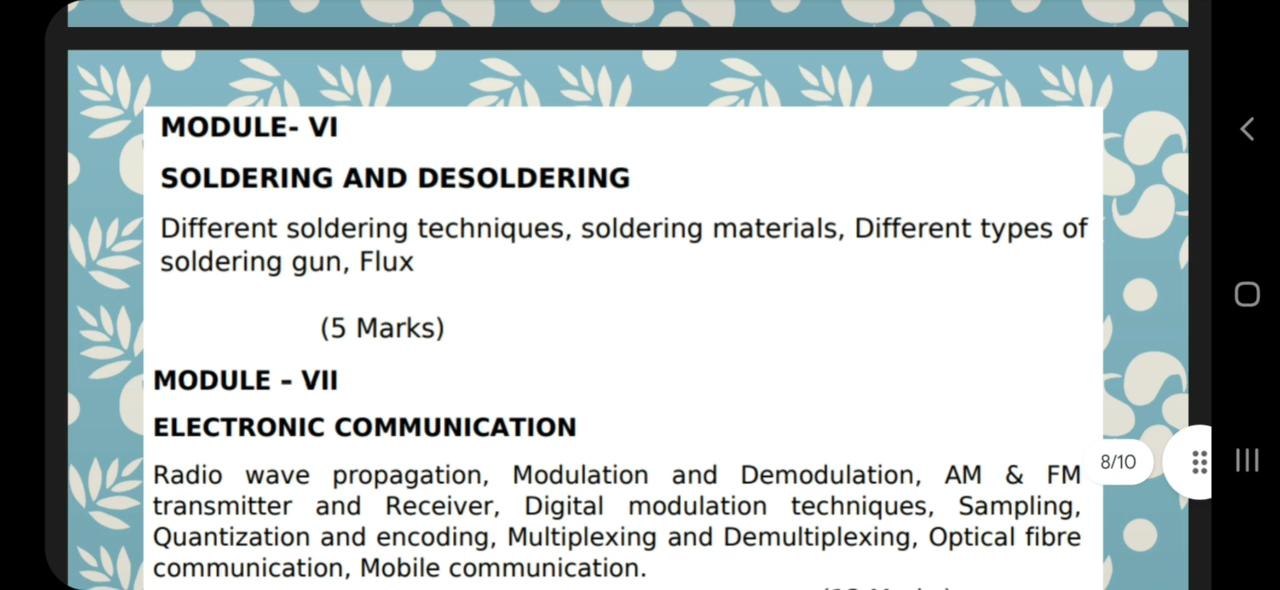 MODULE- VI
SOLDERING AND DESOLDERING
Different soldering techniques, soldering materials, Different types of
soldering gun, Flux
(5 Marks)
MODULE – VII
ELECTRONIC COMMUNICATION
Radio wave propagation, Modulation and Demodulation, AM & FM
8/10
transmitter and Receiver, Digital modulation techniques, Sampling,
Quantization and encoding, Multiplexing and Demultiplexing, Optical fibre
communication, Mobile communication.